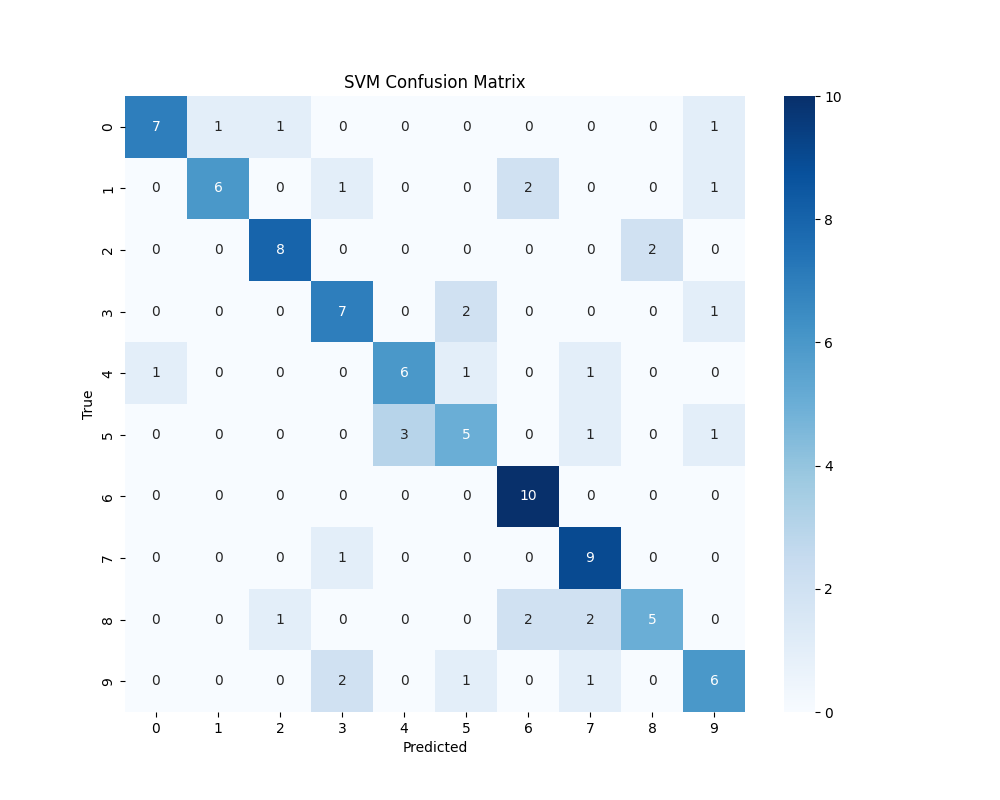 SVM Confusion Matrix
0 7 1 1 0 0 0 0 0 0 1
1 0 6 0 1 0 0 2 0 0 1
2 0 0 8 0 0 0 0 0 2 0
3 0 0 0 7 0 2 0 0 0 1
4 1 0 0 0 6 1 0 1 0 0
5 0 0 0 0 3 5 0 1 0 1
6 0 0 0 0 0 0 10 0 0 0
7 0 0 0 1 0 0 0 9 0 0
8 0 0 1 0 0 0 2 2 5 0
9 0 0 0 2 0 1 0 1 0 6
0 1 2 3 4 5 6 7 8 9
Predicted
True
10
8
6
4
2
0